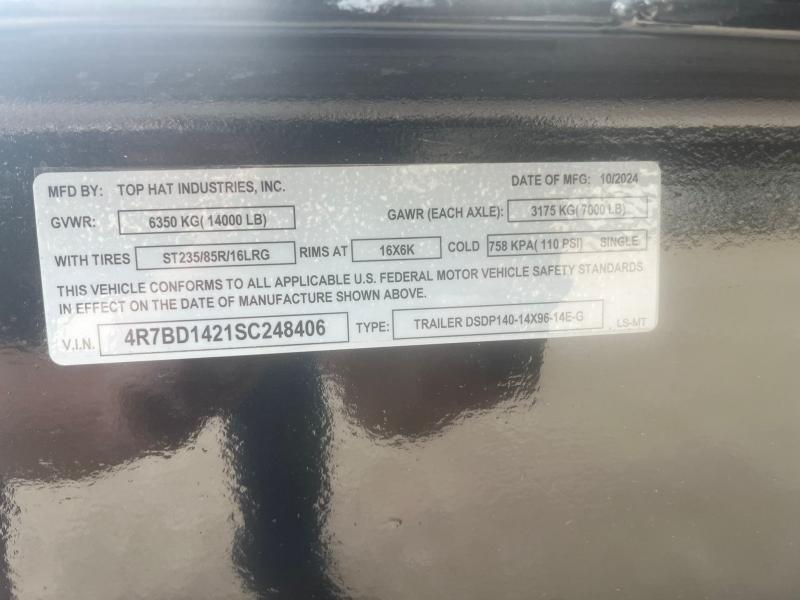 MFD BY: TOP HAT INDUSTRIES, INC. DATE OF MFG: 10/2024
GVWR: 6350 KG( 14000 LB) GAWR (EACH AXLE): 3175 KG( 7000 LB)
WITH TIRES ST235/85R/16LRG RIMS AT 16X6K COLD 758 KPA( 110 PSI) SINGLE
THIS VEHICLE CONFORMS TO ALL APPLICABLE U.S. FEDERAL MOTOR VEHICLE SAFETY STANDARDS
IN EFFECT ON THE DATE OF MANUFACTURE SHOWN ABOVE.
V.I.N. 4R7BD1421SC248406 TYPE: TRAILER DSDP140-14X96-14E-G LS-MT